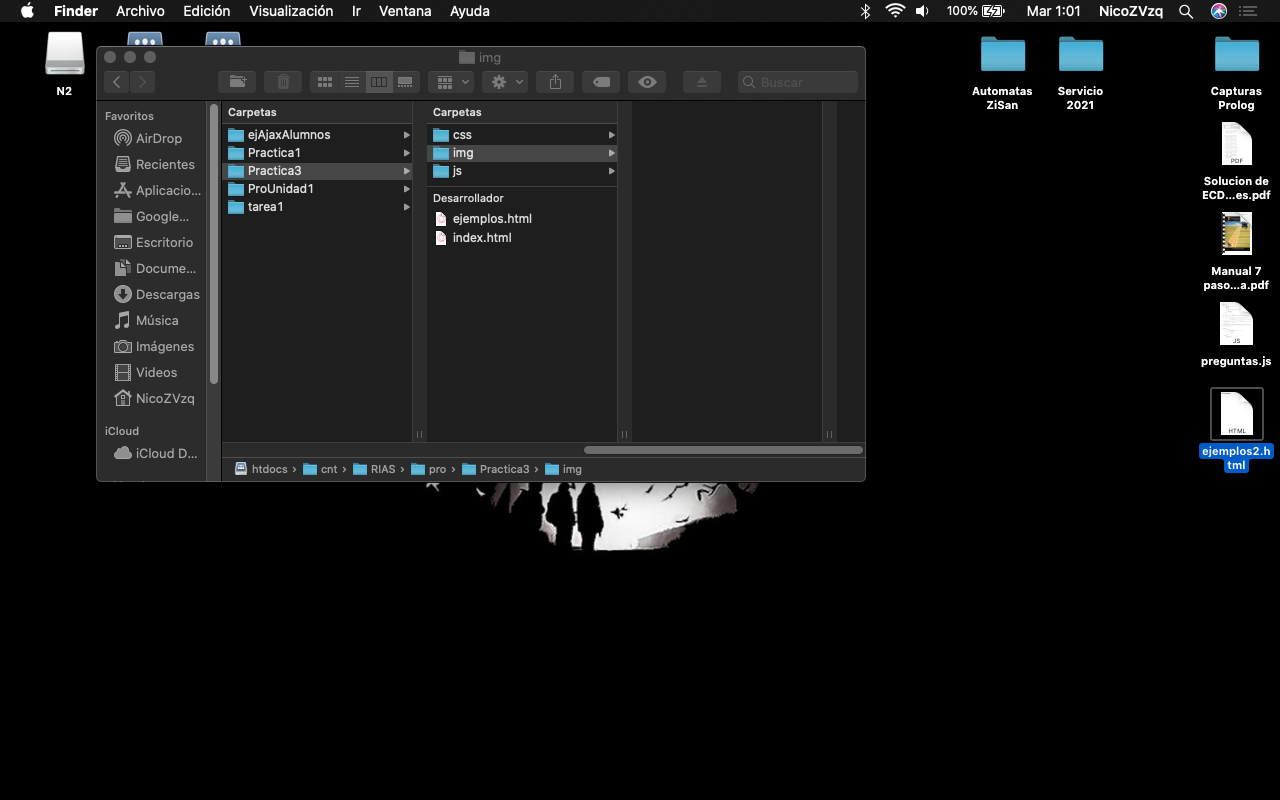 Finder Archivo Edición Visualización Ir Ventana Ayuda 100% Mar 1:01 NicoZVzq
img
Buscar
Favoritos
AirDrop
Recientes
Aplicacio...
Google...
Escritorio
Docume...
Descargas
Música
Imágenes
Videos
NicoZVzq
iCloud
iCloud D...
Carpetas
ejAjaxAlumnos
Practica1
Practica3
ProUnidad1
tarea1
Carpetas
css
img
js
Desarrollador
ejemplos.html
index.html
htdocs › cnt › RIAS › pro › Practica3 › img
N2
Automatas
ZiSan
Servicio
2021
Capturas
Prolog
PDF
Solucion de
ECD...es.pdf
Manual 7
paso...a.pdf
JS
preguntas.js
HTML
ejemplos2.h
tml